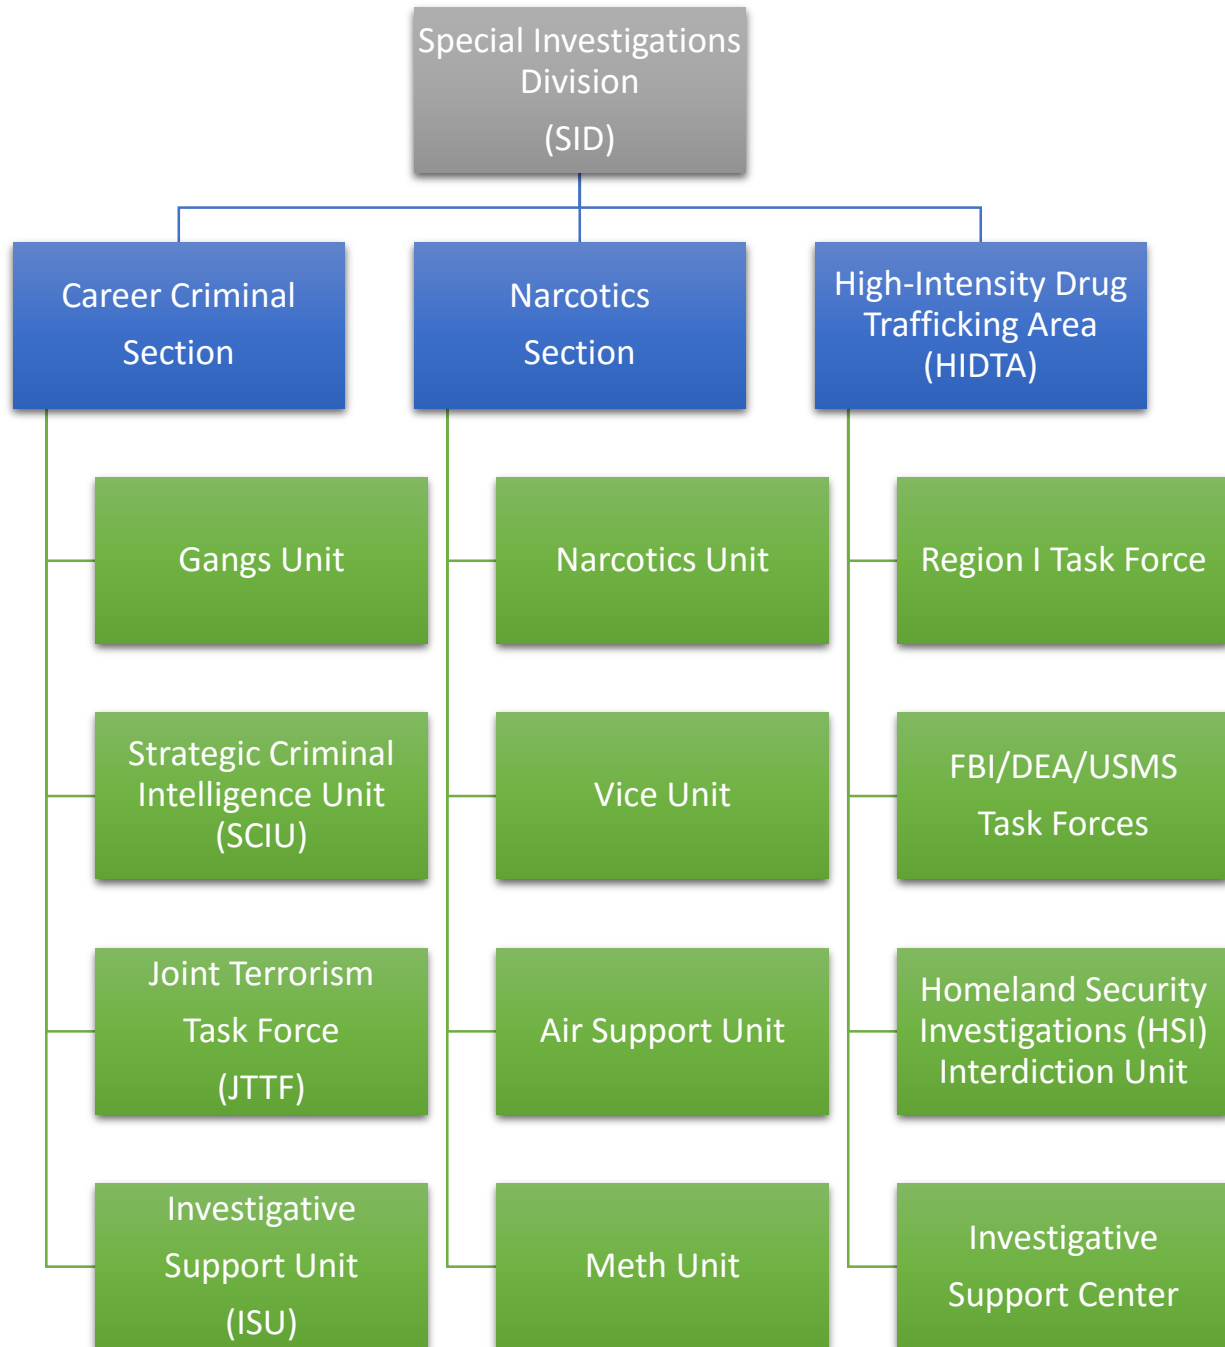 Special Investigations
Division
(SID)
Career Criminal
Section
Narcotics
Section
High-Intensity Drug
Trafficking Area
(HIDTA)
Gangs Unit
Narcotics Unit
Region I Task Force
Strategic Criminal
Intelligence Unit
(SCIU)
Vice Unit
FBI/DEA/USMS
Task Forces
Joint Terrorism
Task Force
(JTTF)
Air Support Unit
Homeland Security
Investigations (HSI)
Interdiction Unit
Investigative
Support Unit
(ISU)
Meth Unit
Investigative
Support Center